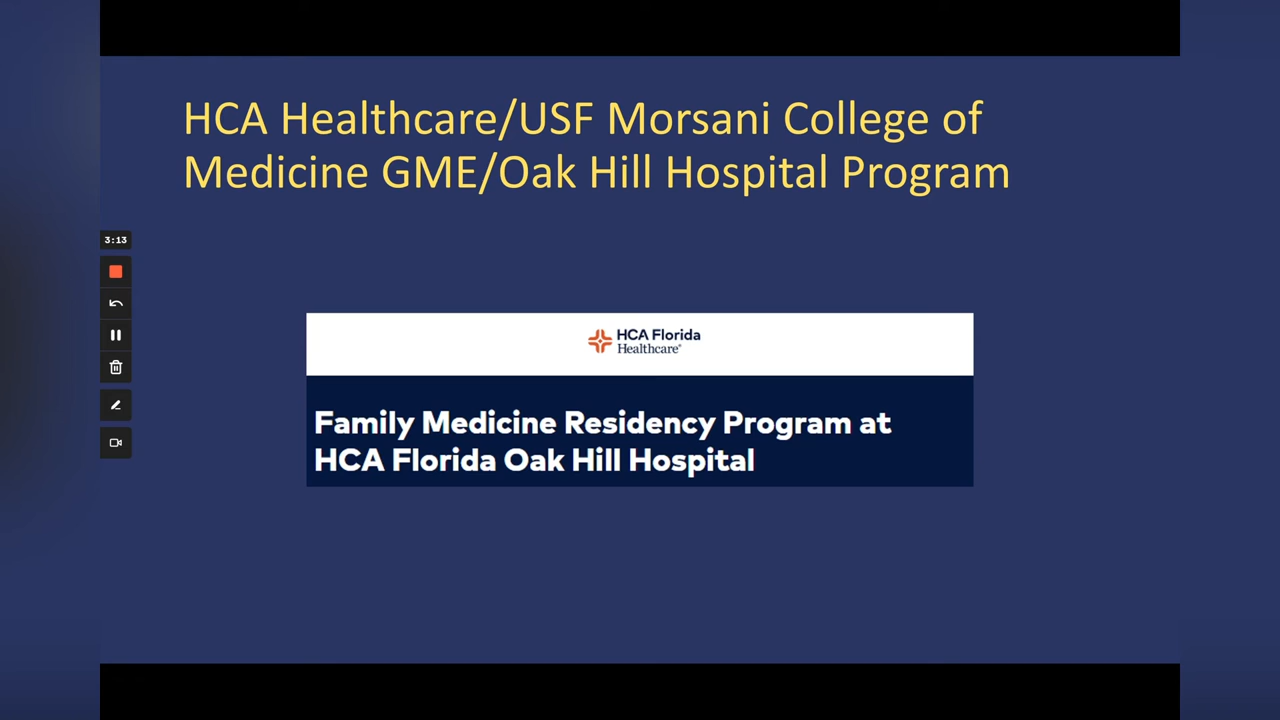 HCA Healthcare/USF Morsani College of
Medicine GME/Oak Hill Hospital Program
3:13
HCA Florida
Healthcare®
Family Medicine Residency Program at
HCA Florida Oak Hill Hospital